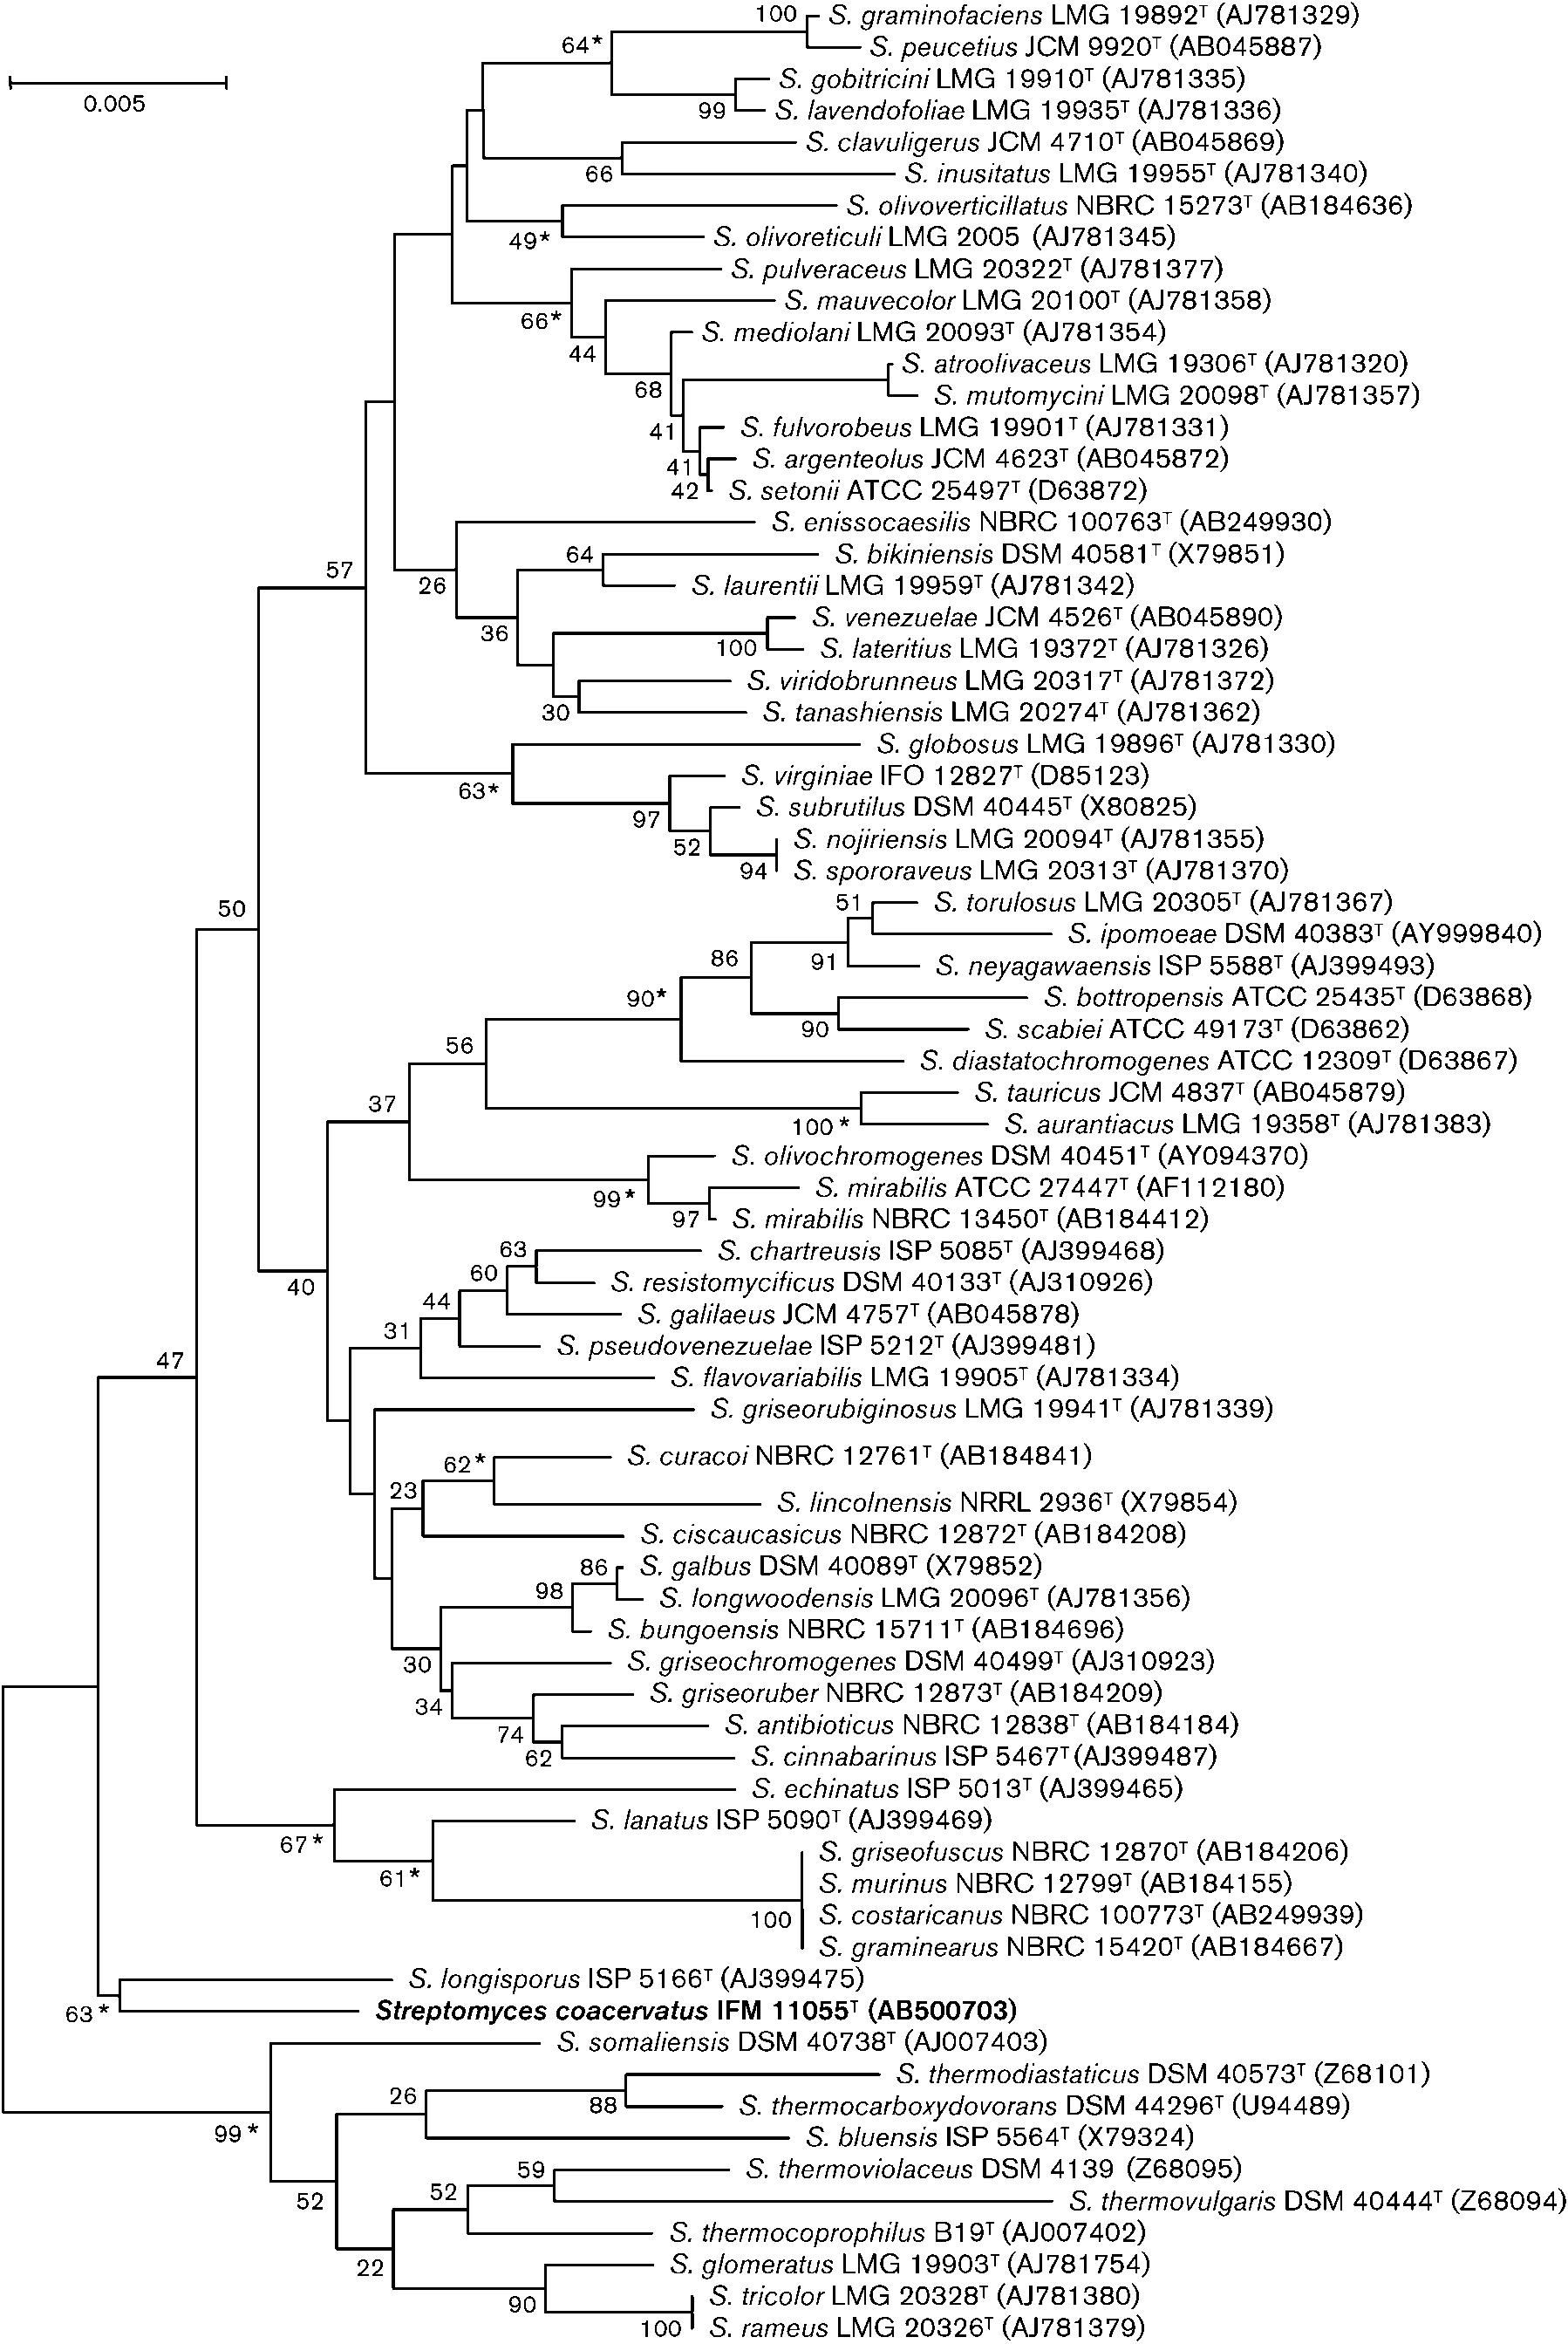 100
S. graminofaciens LMG 19892ᵀ (AJ781329)
64*
S. peucetius JCM 9920ᵀ (AB045887)
S. gobitricini LMG 19910ᵀ (AJ781335)
0.005
99
S. lavendofoliae LMG 19935ᵀ (AJ781336)
S. clavuligerus JCM 4710ᵀ (AB045869)
66
S. inusitatus LMG 19955ᵀ (AJ781340)
S. olivoverticillatus NBRC 15273ᵀ (AB184636)
49*
S. olivoreticuli LMG 2005 (AJ781345)
S. pulveraceus LMG 20322ᵀ (AJ781377)
S. mauvecolor LMG 20100ᵀ (AJ781358)
66*
S. mediolani LMG 20093ᵀ (AJ781354)
44
S. atroolivaceus LMG 19306ᵀ (AJ781320)
68
S. mutomycini LMG 20098ᵀ (AJ781357)
S. fulvorobeus LMG 19901ᵀ (AJ781331)
41
S. argenteolus JCM 4623ᵀ (AB045872)
41
42
S. setonii ATCC 25497ᵀ (D63872)
S. enissocaesilis NBRC 100763ᵀ (AB249930)
64
S. bikiniensis DSM 40581ᵀ (X79851)
57
26
S. laurentii LMG 19959ᵀ (AJ781342)
S. venezuelae JCM 4526ᵀ (AB045890)
36
100
S. lateritius LMG 19372ᵀ (AJ781326)
S. viridobrunneus LMG 20317ᵀ (AJ781372)
30
S. tanashiensis LMG 20274ᵀ (AJ781362)
S. globosus LMG 19896ᵀ (AJ781330)
S. virginiae IFO 12827ᵀ (D85123)
63*
S. subrutilus DSM 40445ᵀ (X80825)
97
S. nojiriensis LMG 20094ᵀ (AJ781355)
52
94
S. spororaveus LMG 20313ᵀ (AJ781370)
51
S. torulosus LMG 20305ᵀ (AJ781367)
50
S. ipomoeae DSM 40383ᵀ (AY999840)
86
91
S. neyagawaensis ISP 5588ᵀ (AJ399493)
90*
S. bottropensis ATCC 25435ᵀ (D63868)
90
S. scabiei ATCC 49173ᵀ (D63862)
56
S. diastatochromogenes ATCC 12309ᵀ (D63867)
S. tauricus JCM 4837ᵀ (AB045879)
37
100*
S. aurantiacus LMG 19358ᵀ (AJ781383)
S. olivochromogenes DSM 40451ᵀ (AY094370)
S. mirabilis ATCC 27447ᵀ (AF112180)
99*
97
S. mirabilis NBRC 13450ᵀ (AB184412)
63
S. chartreusis ISP 5085ᵀ (AJ399468)
60
S. resistomycificus DSM 40133ᵀ (AJ310926)
40
44
S. galilaeus JCM 4757ᵀ (AB045878)
31
S. pseudovenezuelae ISP 5212ᵀ (AJ399481)
47
S. flavovariabilis LMG 19905ᵀ (AJ781334)
S. griseorubiginosus LMG 19941ᵀ (AJ781339)
62*
S. curacoi NBRC 12761ᵀ (AB184841)
23
S. lincolnensis NRRL 2936ᵀ (X79854)
S. ciscaucasicus NBRC 12872ᵀ (AB184208)
86
S. galbus DSM 40089ᵀ (X79852)
98
S. longwoodensis LMG 20096ᵀ (AJ781356)
S. bungoensis NBRC 15711ᵀ (AB184696)
30
S. griseochromogenes DSM 40499ᵀ (AJ310923)
S. griseoruber NBRC 12873ᵀ (AB184209)
34
S. antibioticus NBRC 12838ᵀ (AB184184)
74
62
S. cinnabarinus ISP 5467ᵀ (AJ399487)
S. echinatus ISP 5013ᵀ (AJ399465)
S. lanatus ISP 5090ᵀ (AJ399469)
67*
S. griseofuscus NBRC 12870ᵀ (AB184206)
61*
S. murinus NBRC 12799ᵀ (AB184155)
100
S. costaricanus NBRC 100773ᵀ (AB249939)
S. graminearus NBRC 15420ᵀ (AB184667)
S. longisporus ISP 5166ᵀ (AJ399475)
63*
Streptomyces coacervatus IFM 11055ᵀ (AB500703)
S. somaliensis DSM 40738ᵀ (AJ007403)
S. thermodiastaticus DSM 40573ᵀ (Z68101)
26
88
S. thermocarboxydovorans DSM 44296ᵀ (U94489)
99*
S. bluensis ISP 5564ᵀ (X79324)
59
S. thermoviolaceus DSM 4139 (Z68095)
52
52
S. thermovulgaris DSM 40444ᵀ (Z68094)
S. thermocoprophilus B19ᵀ (AJ007402)
22
S. glomeratus LMG 19903ᵀ (AJ781754)
90
S. tricolor LMG 20328ᵀ (AJ781380)
100
S. rameus LMG 20326ᵀ (AJ781379)